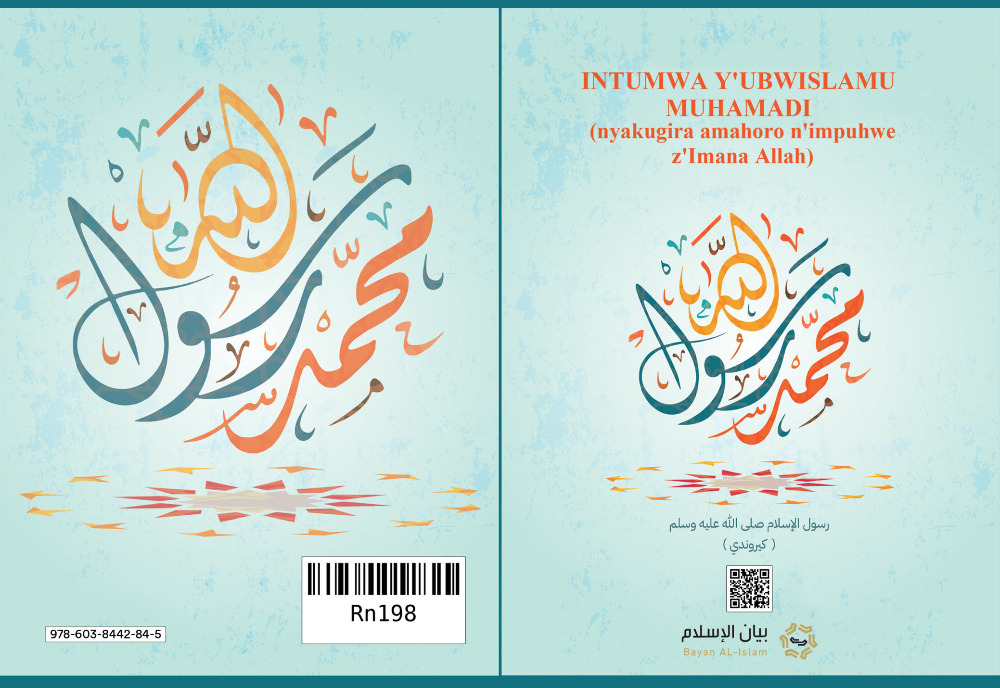 INTUMWA Y'UBWISLAMU
MUHAMADI
(nyakugira amahoro n'impuhwe
z'Imana Allah)
محمد
رسول
الله
رسول الإسلام صلى الله عليه وسلم
( كيروندي )
بيان الإسلام
Bayan AL-Islam
محمد
رسول
الله
Rn198
978-603-8442-84-5